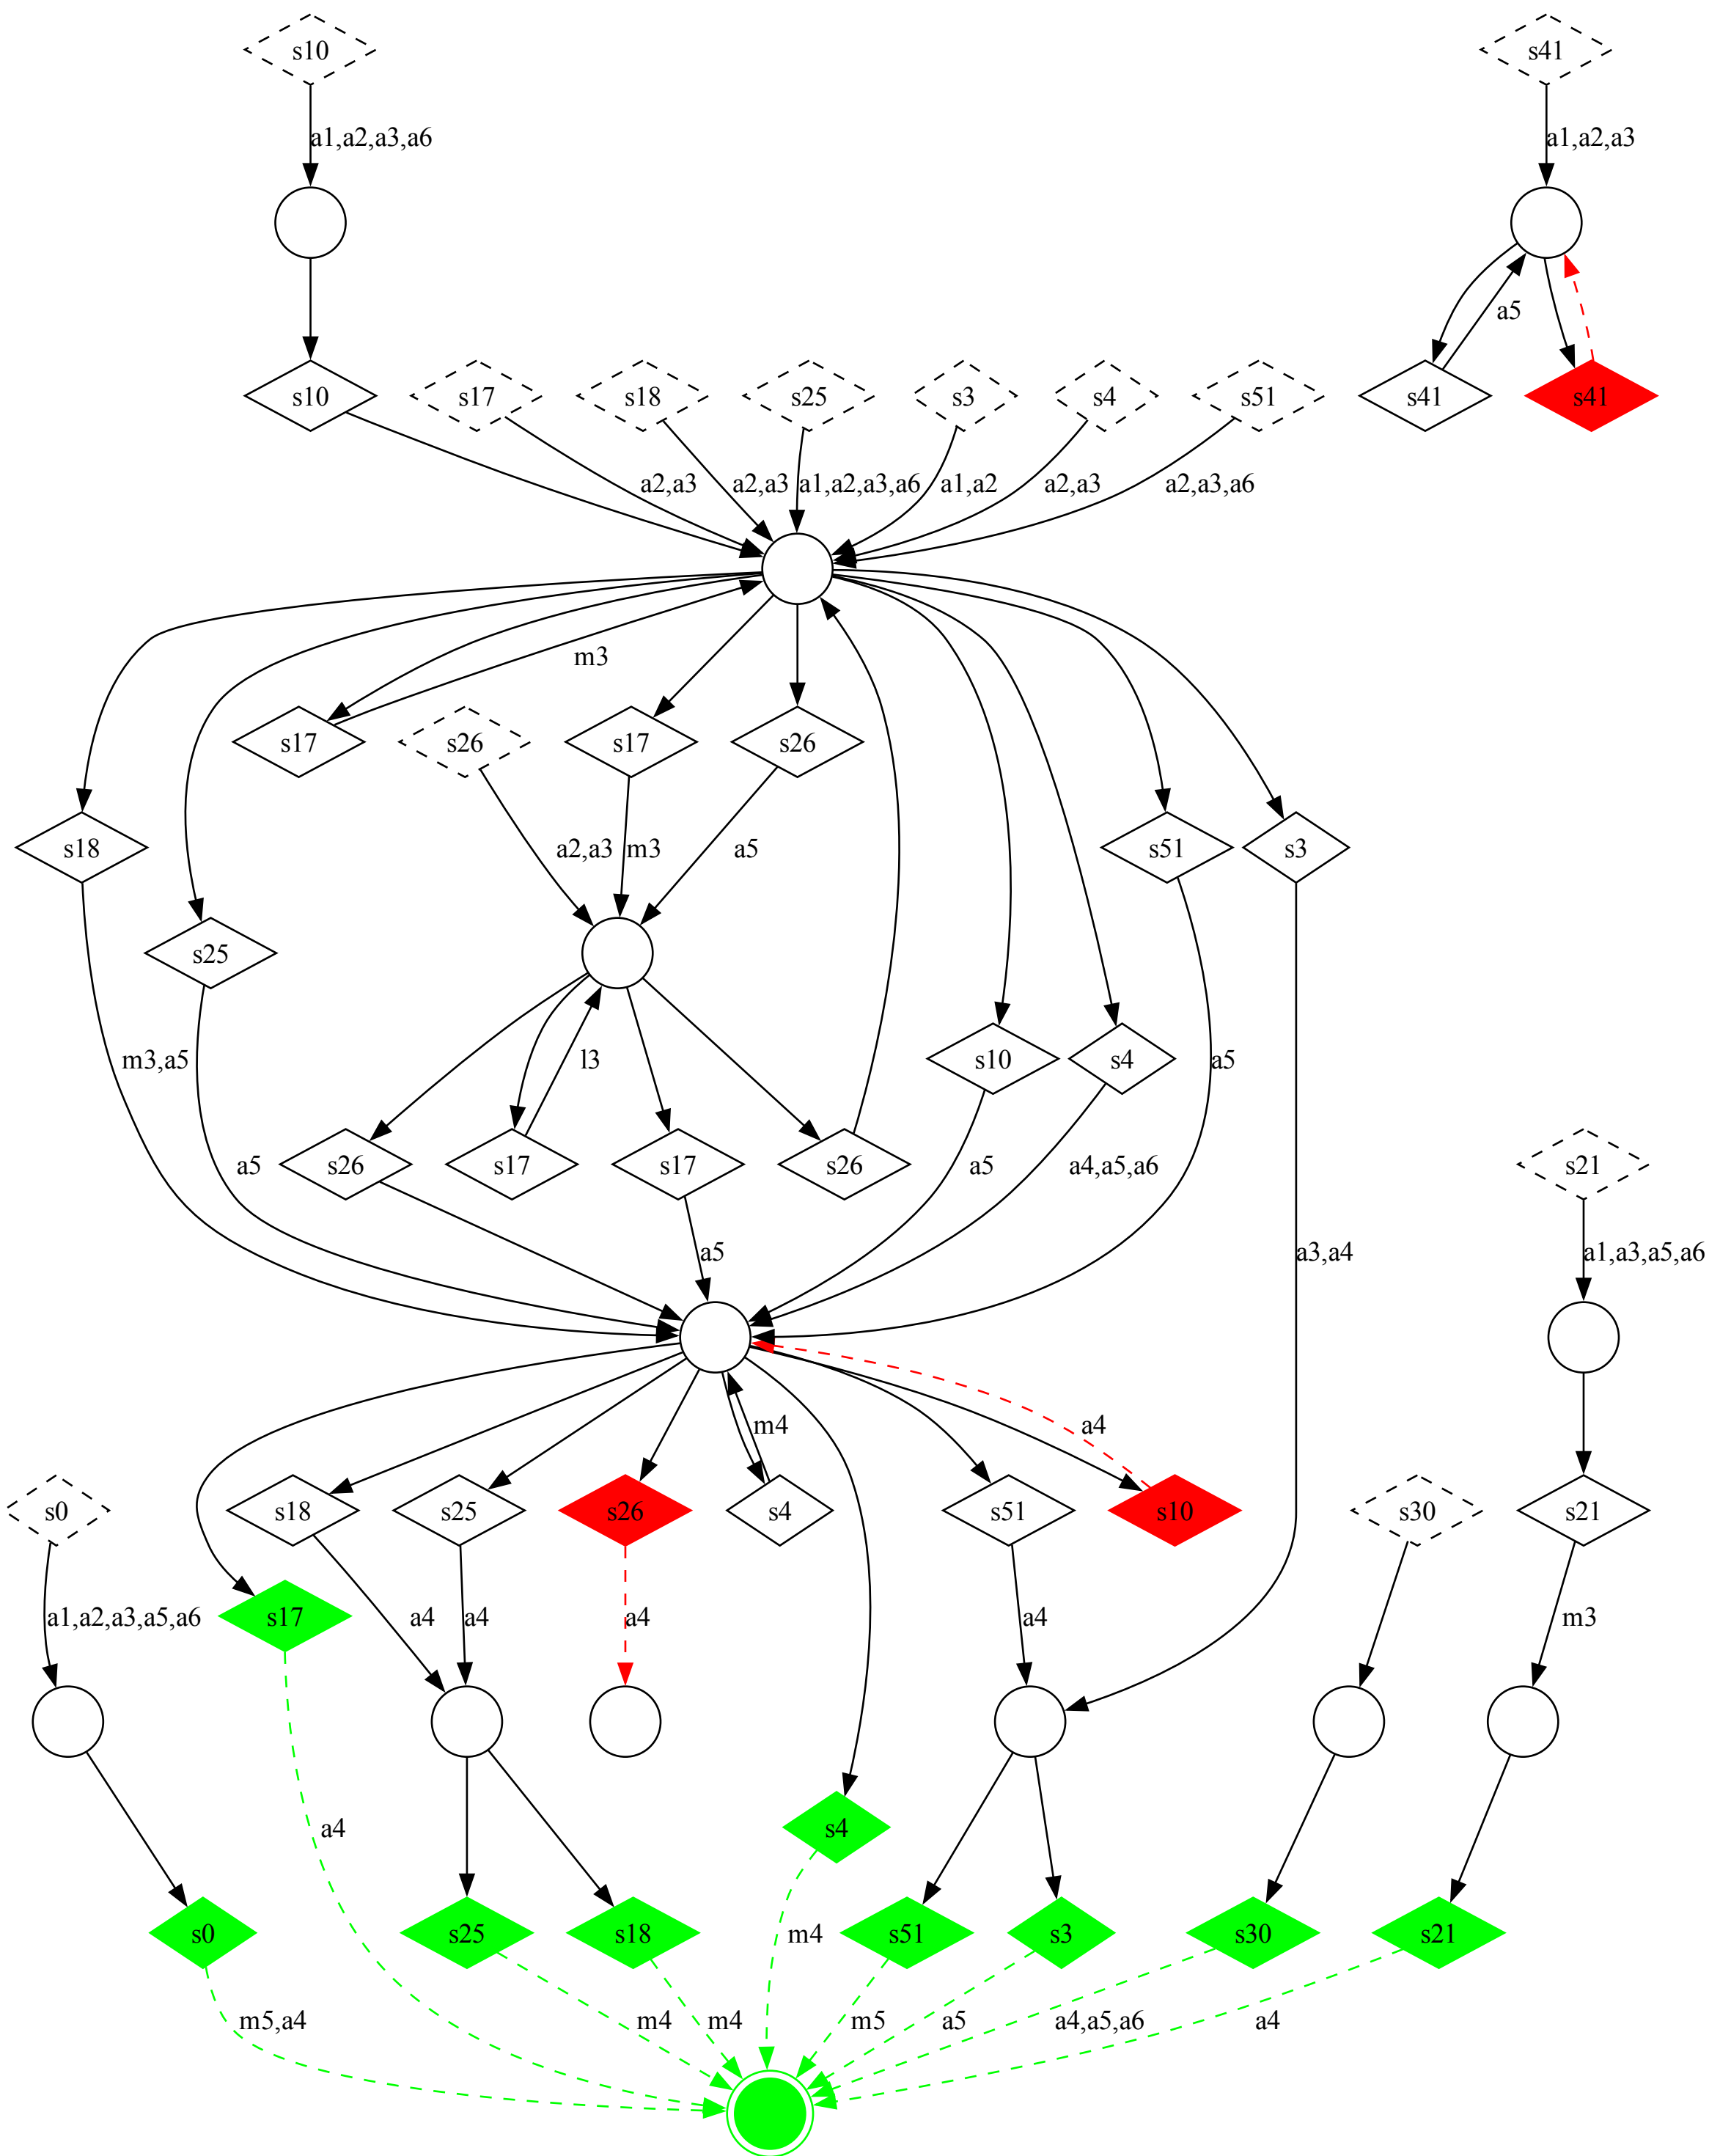 s10 s41
a1,a2,a3,a6 a1,a2,a3
a5
s10 s17 s18 s25 s3 s4 s51 s41 s41
a2,a3 a2,a3 a1,a2,a3,a6 a1,a2 a2,a3 a2,a3,a6
m3
s17 s26 s17 s26
s18 a2,a3 m3 a5 s51 s3
s25
m3,a5 l3 s10 s4 a5
a5 s26 s17 s17 s26 a5 a4,a5,a6 s21
a5 a3,a4 a1,a3,a5,a6
m4 a4
s0 s18 s25 s26 s4 s51 s10 s30 s21
a1,a2,a3,a5,a6 s17 a4 a4 a4 a4 m3
a4 s4
s0 s25 s18 m4 s51 s3 s30 s21
m5,a4 m4 m4 m5 a5 a4,a5,a6 a4